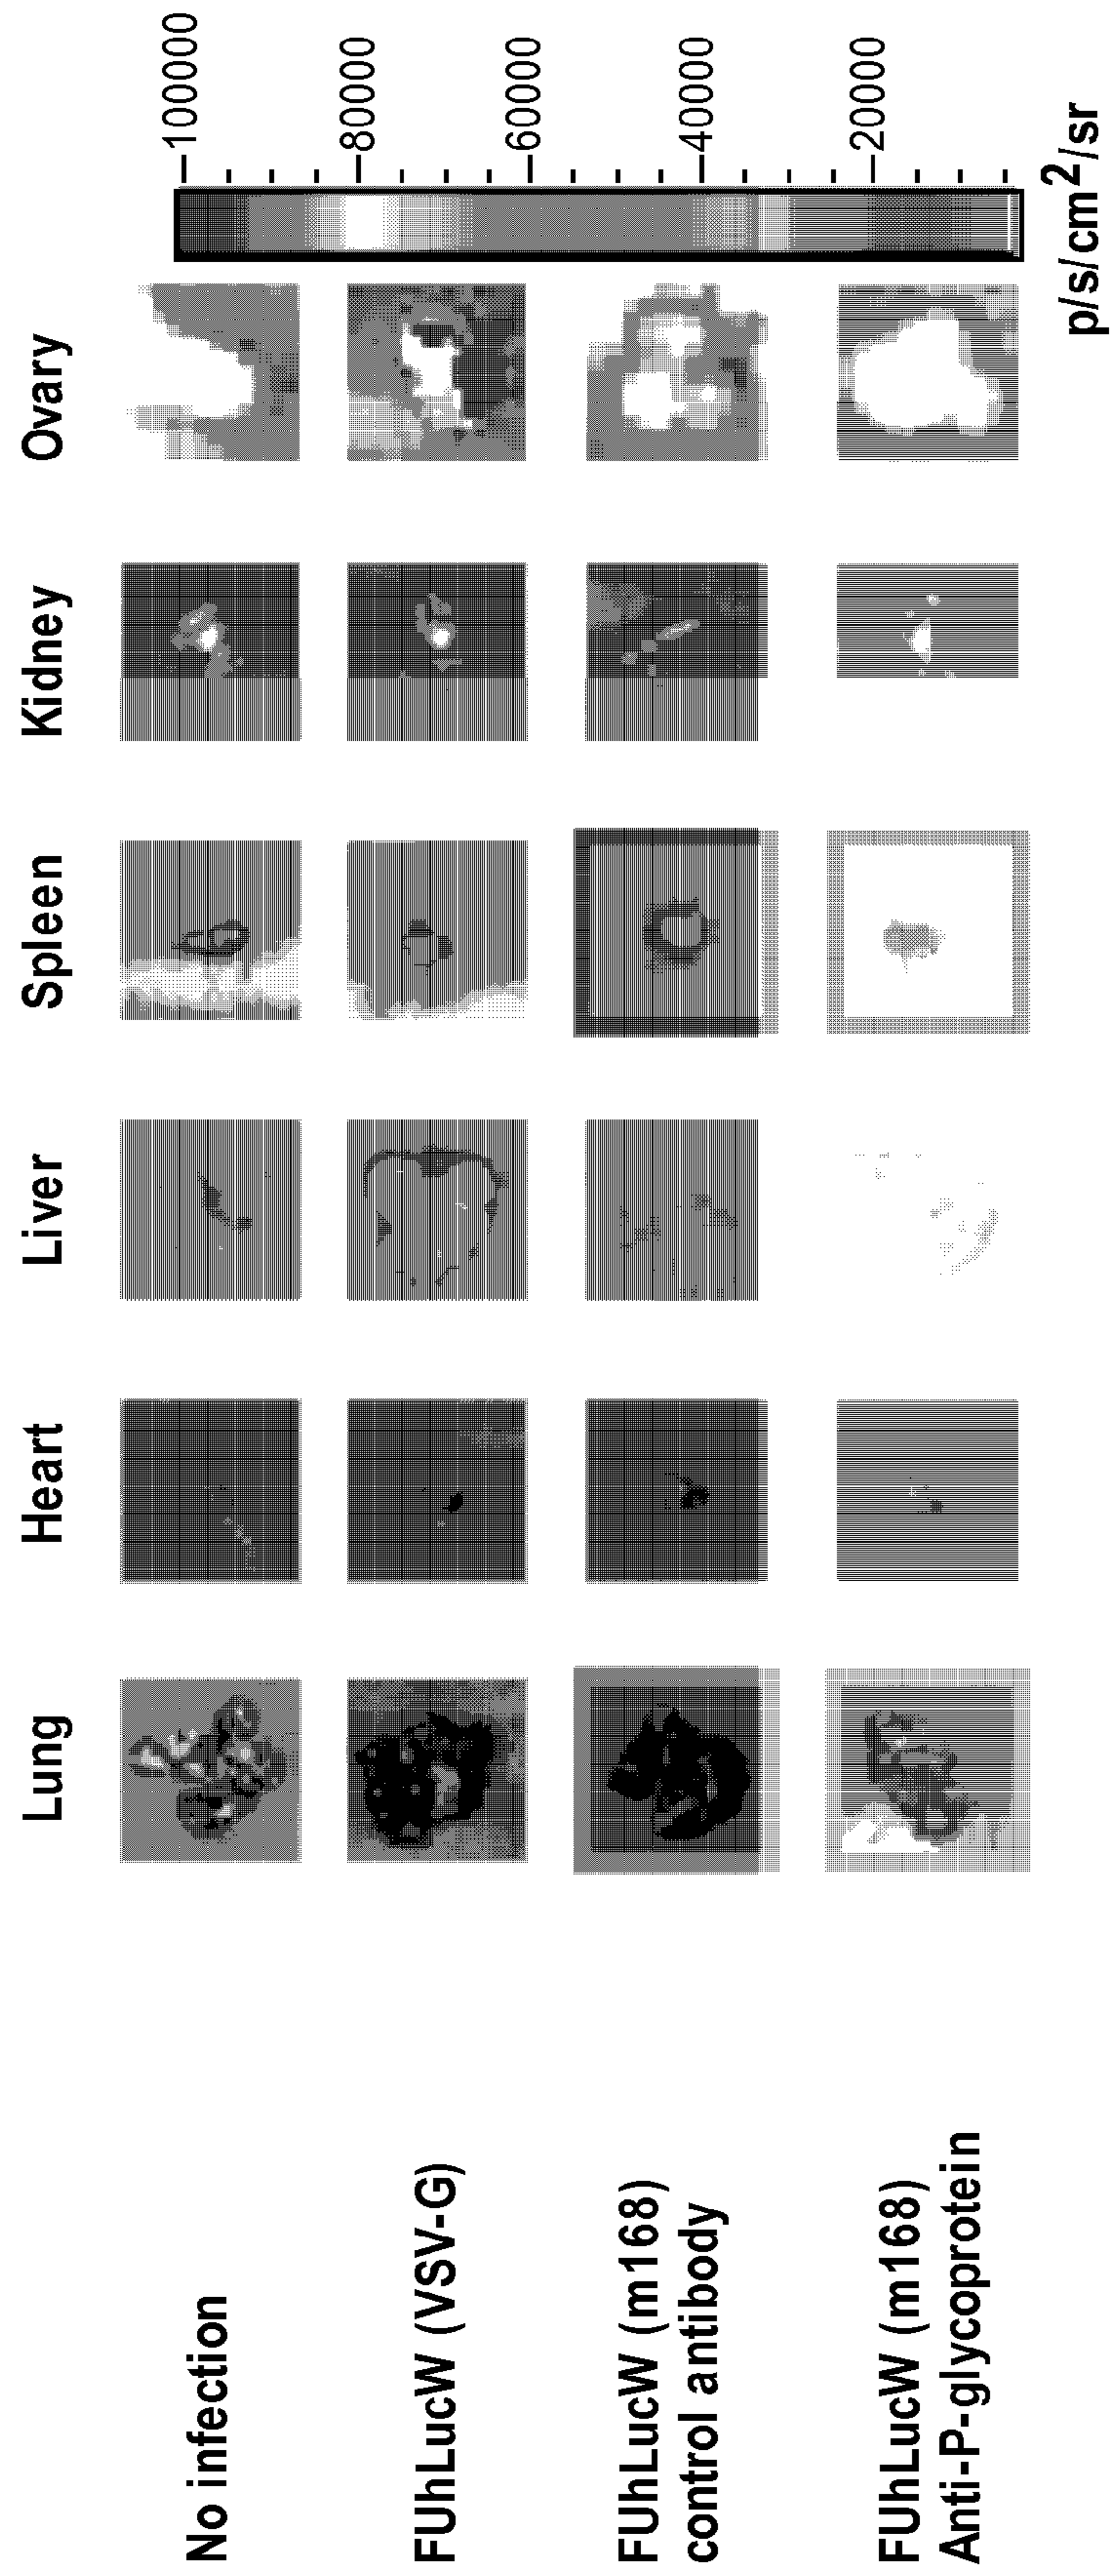 Lung Heart Liver Spleen Kidney Ovary
No infection
100000
FUhLucW (VSV-G)
80000
60000
FUhLucW (m168)
control antibody
40000
FUhLucW (m168)
Anti-P-glycoprotein
20000
p/s/cm²/sr